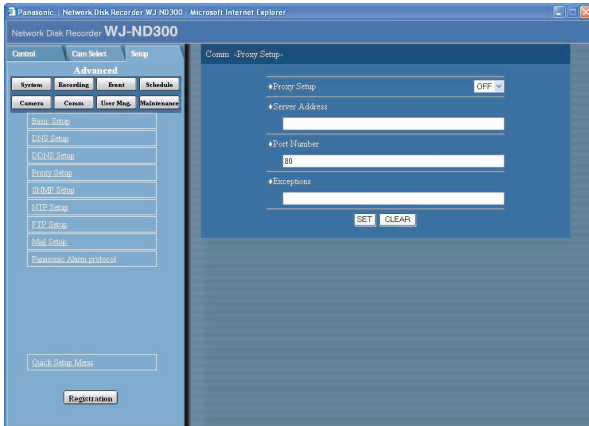 Panasonic | Network Disk Recorder WJ-ND300 - Microsoft Internet Explorer
Network Disk Recorder WJ-ND300
Control Cam Select Setup
Advanced
System Recording Event Schedule
Camera Comm User Mng. Maintenance
Basic Setup
DNS Setup
DDNS Setup
Proxy Setup
SNMP Setup
NTP Setup
FTP Setup
Mail Setup
Panasonic Alarm protocol
Quick Setup Menu
Registration
Comm -Proxy Setup-
♦Proxy Setup OFF
♦Server Address
♦Port Number
80
♦Exceptions
SET CLEAR